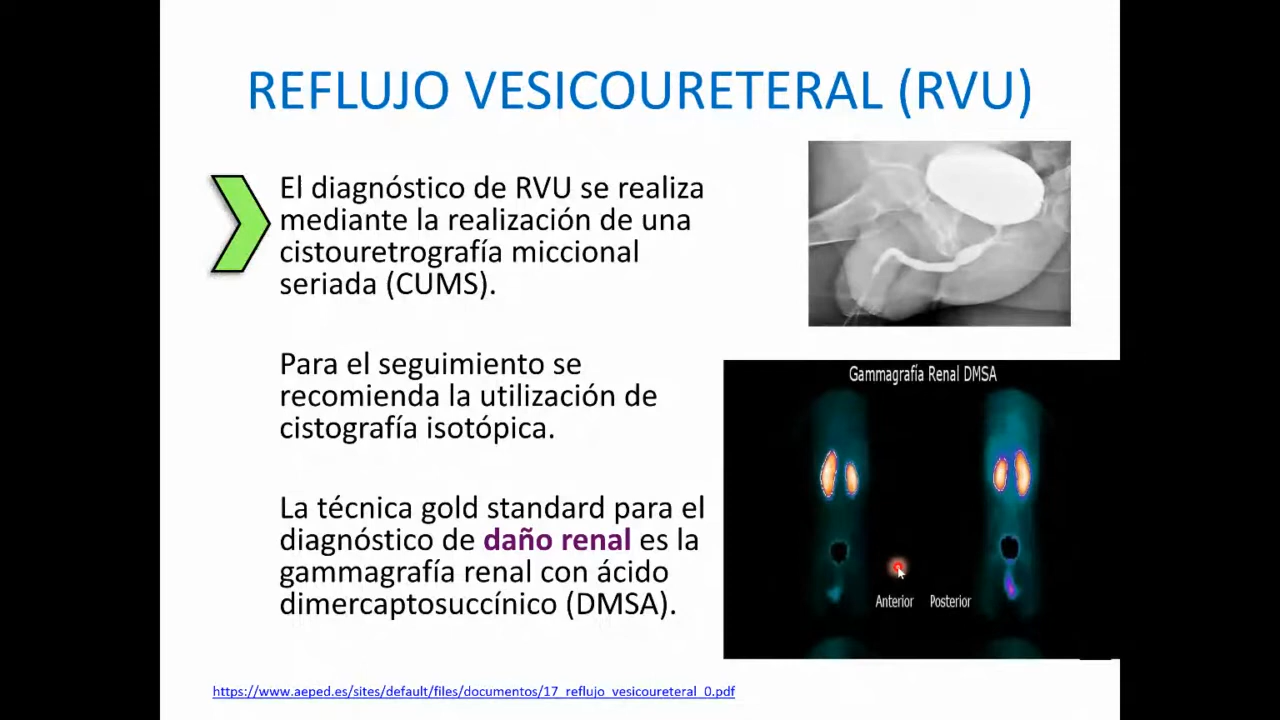 REFLUJO VESICOURETERAL (RVU)
El diagnóstico de RVU se realiza
mediante la realización de una
cistouretrografía miccional
seriada (CUMS).
Para el seguimiento se
recomienda la utilización de
cistografía isotópica.
La técnica gold standard para el
diagnóstico de daño renal es la
gammagrafía renal con ácido
dimercaptosuccínico (DMSA).
Gammagrafía Renal DMSA
Anterior Posterior
https://www.aeped.es/sites/default/files/documentos/17_reflujo_vesicoureteral_0.pdf